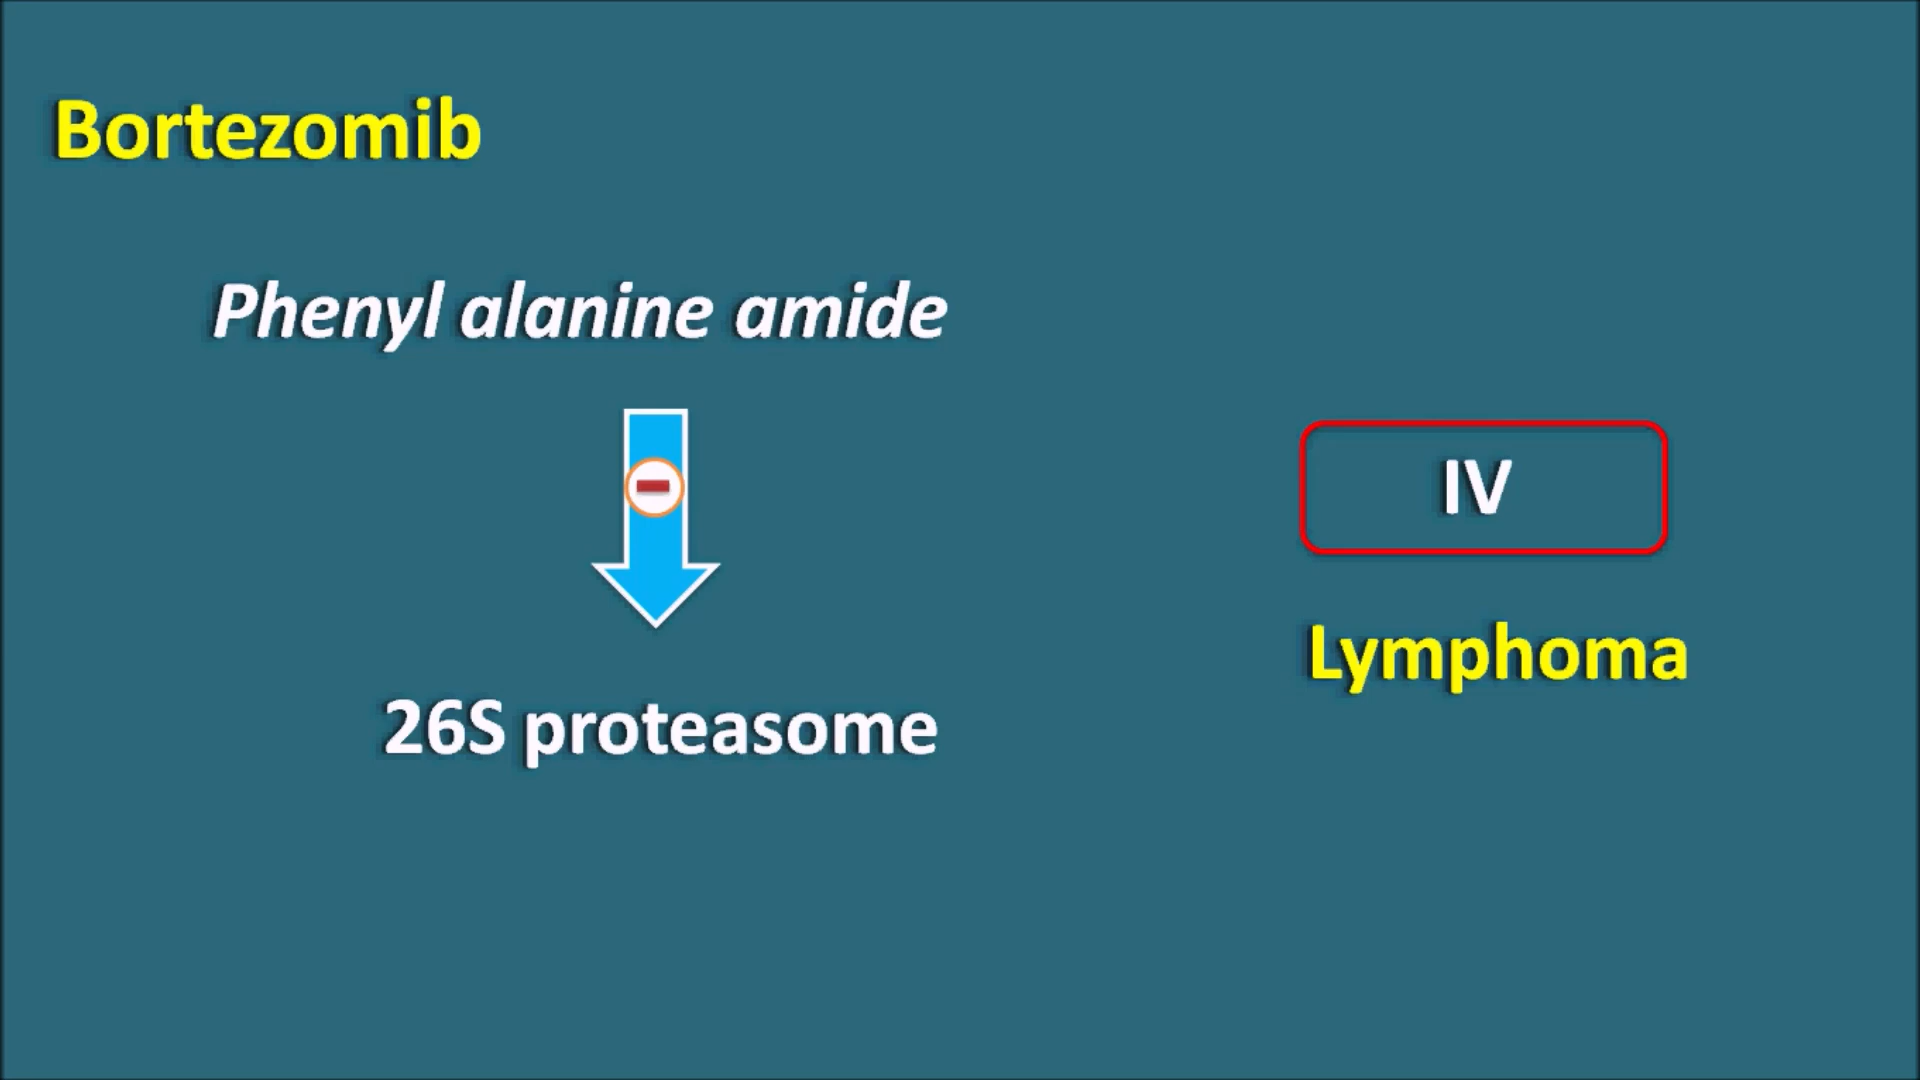 Bortezomib
Phenyl alanine amide
IV
Lymphoma
26S proteasome